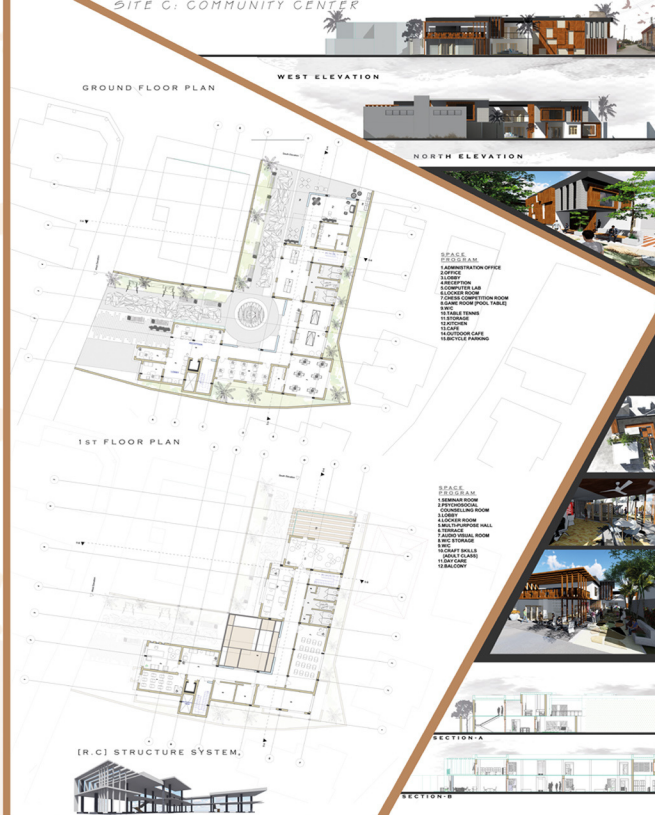 SITE C: COMMUNITY CENTER
WEST ELEVATION
GROUND FLOOR PLAN
NORTH ELEVATION
SPACE
PROGRAM
1.ADMINISTRATION OFFICE
2.OFFICE
3.LOBBY
4.RECEPTION
5.COMPUTER LAB
6.LOCKER ROOM
7.CHESS COMPETITION ROOM
8.GAME ROOM [POOL TABLE]
9.W/C
10.TABLE TENNIS
11.STORAGE
12.KITCHEN
13.CAFE
14.OUTDOOR CAFE
15.BICYCLE PARKING
1ST FLOOR PLAN
SPACE
PROGRAM
1.SEMINAR ROOM
2.PSYCHOSOCIAL
COUNSELLING ROOM
3.LOBBY
4.LOCKER ROOM
5.MULTI-PURPOSE HALL
6.TERRACE
7.AUDIO VISUAL ROOM
8.W/C STORAGE
9.W/C
10.CRAFT SKILLS
[ADULT CLASS]
11.DAY CARE
12.BALCONY
SECTION-A
[R.C] STRUCTURE SYSTEM.
SECTION-B